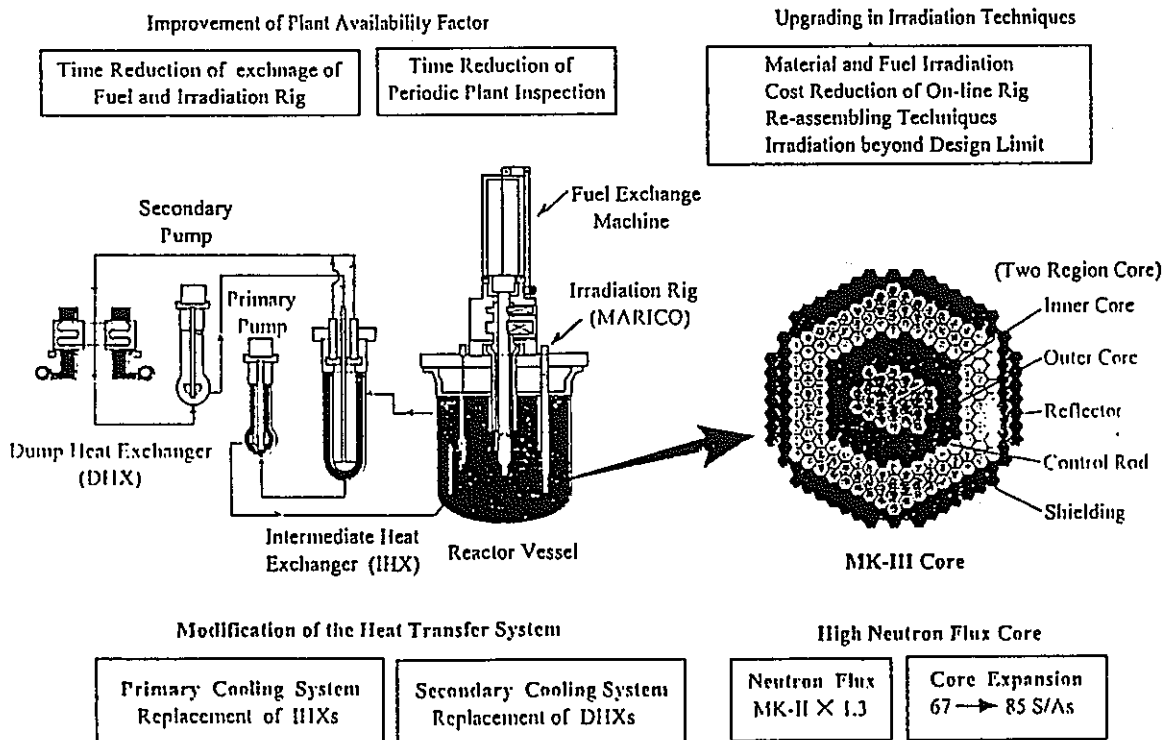 Improvement of Plant Availability Factor
Upgrading in Irradiation Techniques
Time Reduction of exchnage of
Fuel and Irradiation Rig
Time Reduction of
Periodic Plant Inspection
Material and Fuel Irradiation
Cost Reduction of On-line Rig
Re-assembling Techniques
Irradiation beyond Design Limit
Fuel Exchange
Machine
Secondary
Pump
Primary
Pump
Irradiation Rig
(MARICO)
(Two Region Core)
Inner Core
Outer Core
Reflector
Control Rod
Shielding
Dump Heat Exchanger
(DHX)
Intermediate Heat
Exchanger (IHX)
Reactor Vessel
MK-III Core
Modification of the Heat Transfer System
High Neutron Flux Core
Primary Cooling System
Replacement of IHXs
Secondary Cooling System
Replacement of DHXs
Neutron Flux
MK-II X 1.3
Core Expansion
67 → 85 S/As